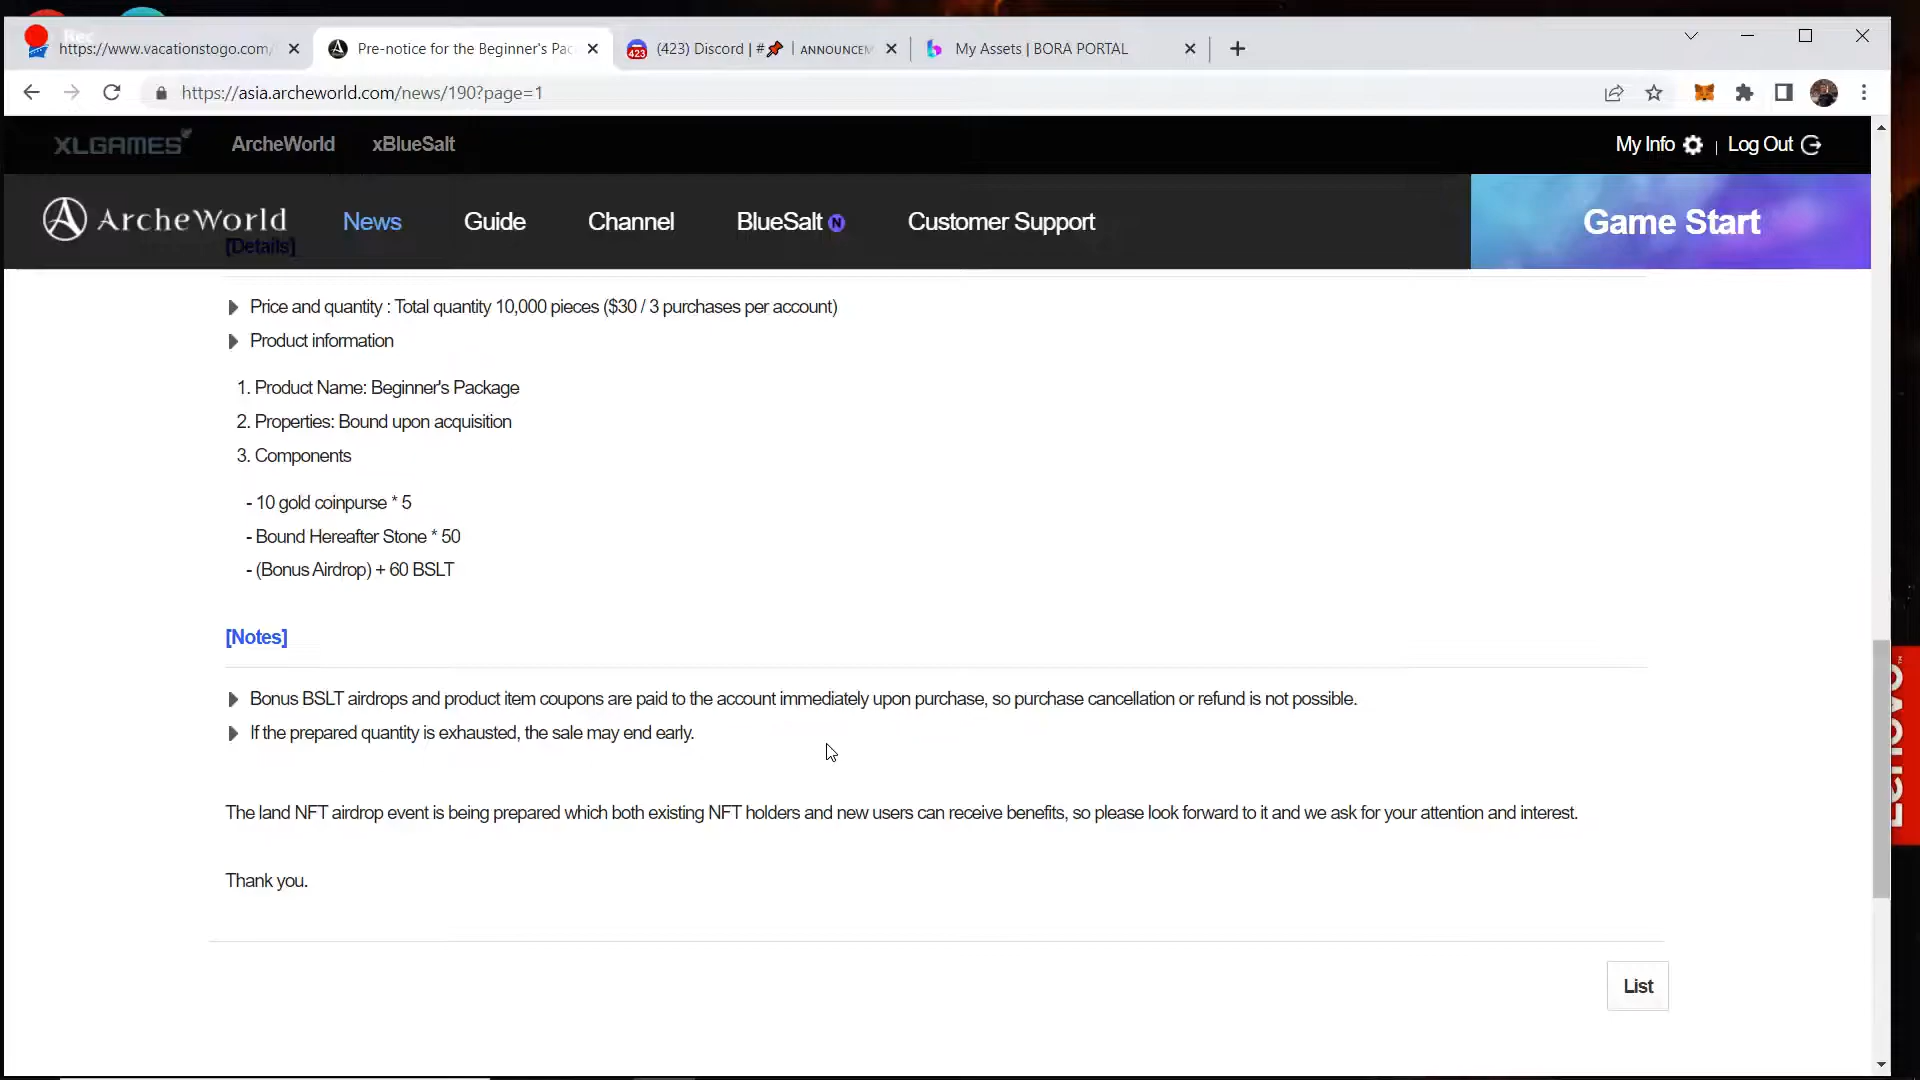 Rec
https://www.vacationstogo.com/
Pre-notice for the Beginner's Pac
423
(423) Discord | #📌 | ANNOUNCEM
My Assets | BORA PORTAL
https://asia.archeworld.com/news/190?page=1
XLGAMES
ArcheWorld
xBlueSalt
My Info
|
Log Out
ArcheWorld
News
Guide
Channel
BlueSalt N
Customer Support
Game Start
[Details]
Price and quantity : Total quantity 10,000 pieces ($30 / 3 purchases per account)
Product information
1. Product Name: Beginner's Package
2. Properties: Bound upon acquisition
3. Components
- 10 gold coinpurse * 5
- Bound Hereafter Stone * 50
- (Bonus Airdrop) + 60 BSLT
[Notes]
Bonus BSLT airdrops and product item coupons are paid to the account immediately upon purchase, so purchase cancellation or refund is not possible.
If the prepared quantity is exhausted, the sale may end early.
The land NFT airdrop event is being prepared which both existing NFT holders and new users can receive benefits, so please look forward to it and we ask for your attention and interest.
Thank you.
List
Lenovo